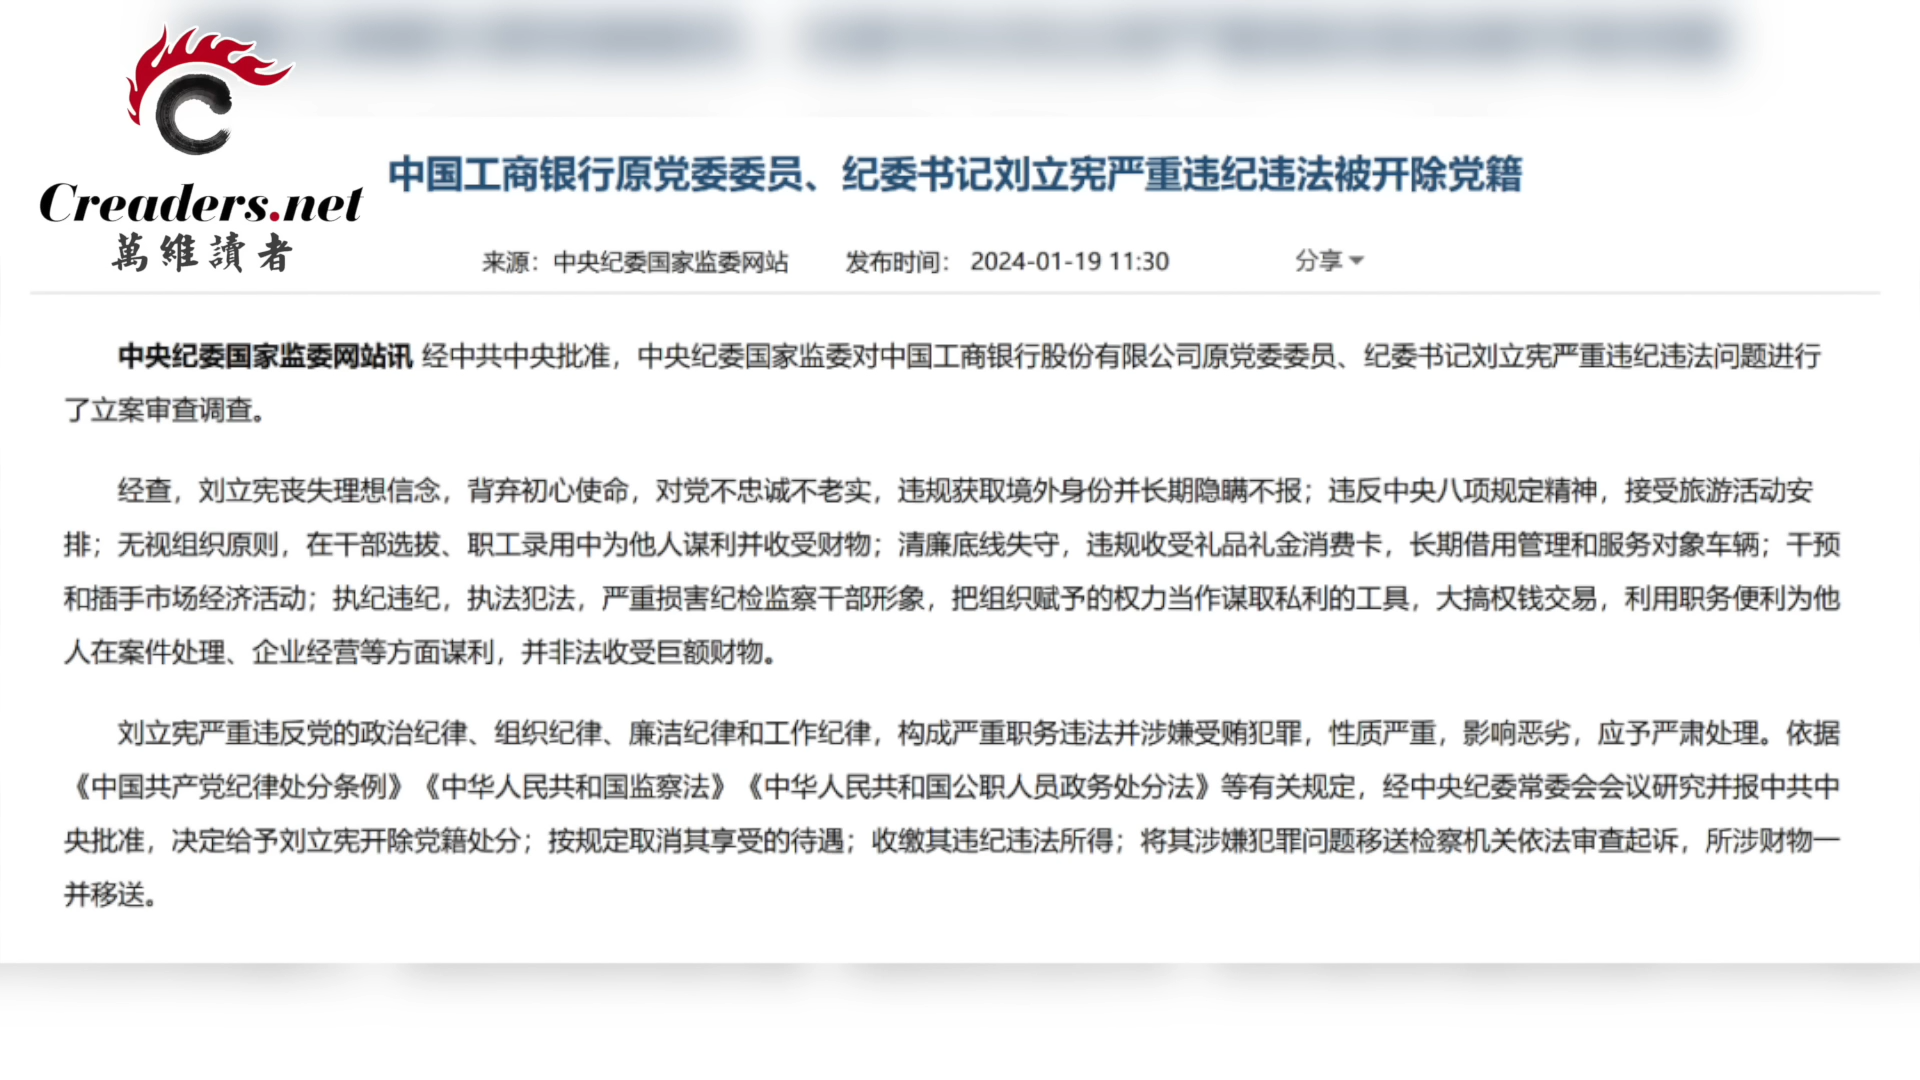 Creaders.net
萬維讀者
中国工商银行原党委委员、纪委书记刘立宪严重违纪违法被开除党籍
来源：中央纪委国家监委网站 发布时间： 2024-01-19 11:30 分享
中央纪委国家监委网站讯 经中共中央批准，中央纪委国家监委对中国工商银行股份有限公司原党委委员、纪委书记刘立宪严重违纪违法问题进行
了立案审查调查。
经查，刘立宪丧失理想信念，背弃初心使命，对党不忠诚不老实，违规获取境外身份并长期隐瞒不报；违反中央八项规定精神，接受旅游活动安
排；无视组织原则，在干部选拔、职工录用中为他人谋利并收受财物；清廉底线失守，违规收受礼品礼金消费卡，长期借用管理和服务对象车辆；干预
和插手市场经济活动；执纪违纪，执法犯法，严重损害纪检监察干部形象，把组织赋予的权力当作谋取私利的工具，大搞权钱交易，利用职务便利为他
人在案件处理、企业经营等方面谋利，并非法收受巨额财物。
刘立宪严重违反党的政治纪律、组织纪律、廉洁纪律和工作纪律，构成严重职务违法并涉嫌受贿犯罪，性质严重，影响恶劣，应予严肃处理。依据
《中国共产党纪律处分条例》《中华人民共和国监察法》《中华人民共和国公职人员政务处分法》等有关规定，经中央纪委常委会会议研究并报中共中
央批准，决定给予刘立宪开除党籍处分；按规定取消其享受的待遇；收缴其违纪违法所得；将其涉嫌犯罪问题移送检察机关依法审查起诉，所涉财物一
并移送。